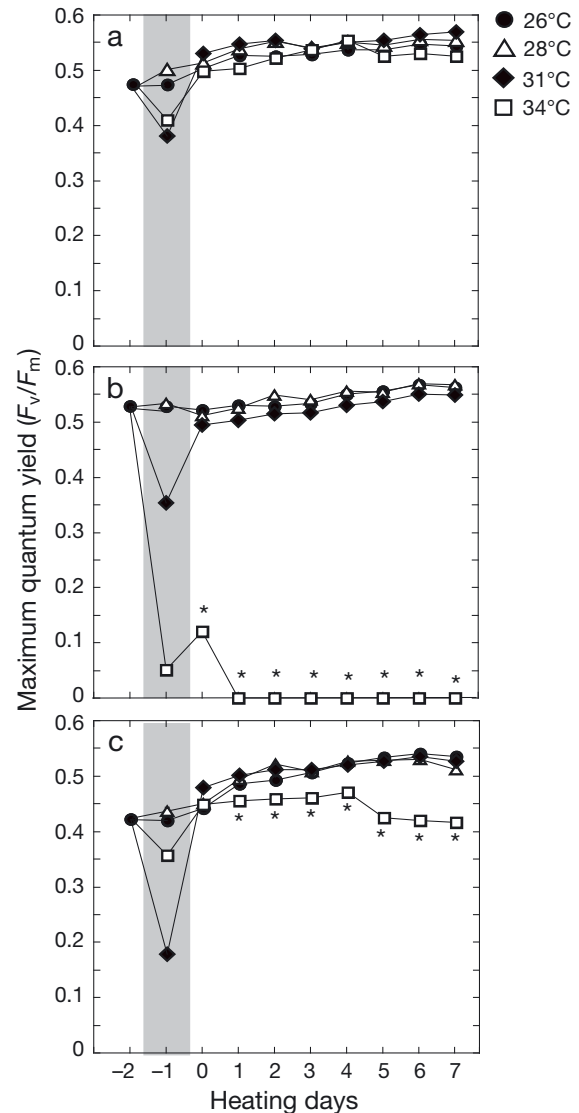 a
26°C
28°C
31°C
34°C
0.6
0.5
0.4
0.3
0.2
0.1
0
Maximum quantum yield (Fv/Fm)
b
0.6
0.5
0.4
0.3
0.2
0.1
0
* * * * * * * *
c
0.6
0.5
0.4
0.3
0.2
0.1
0
* * * * * * *
–2 –1 0 1 2 3 4 5 6 7
Heating days